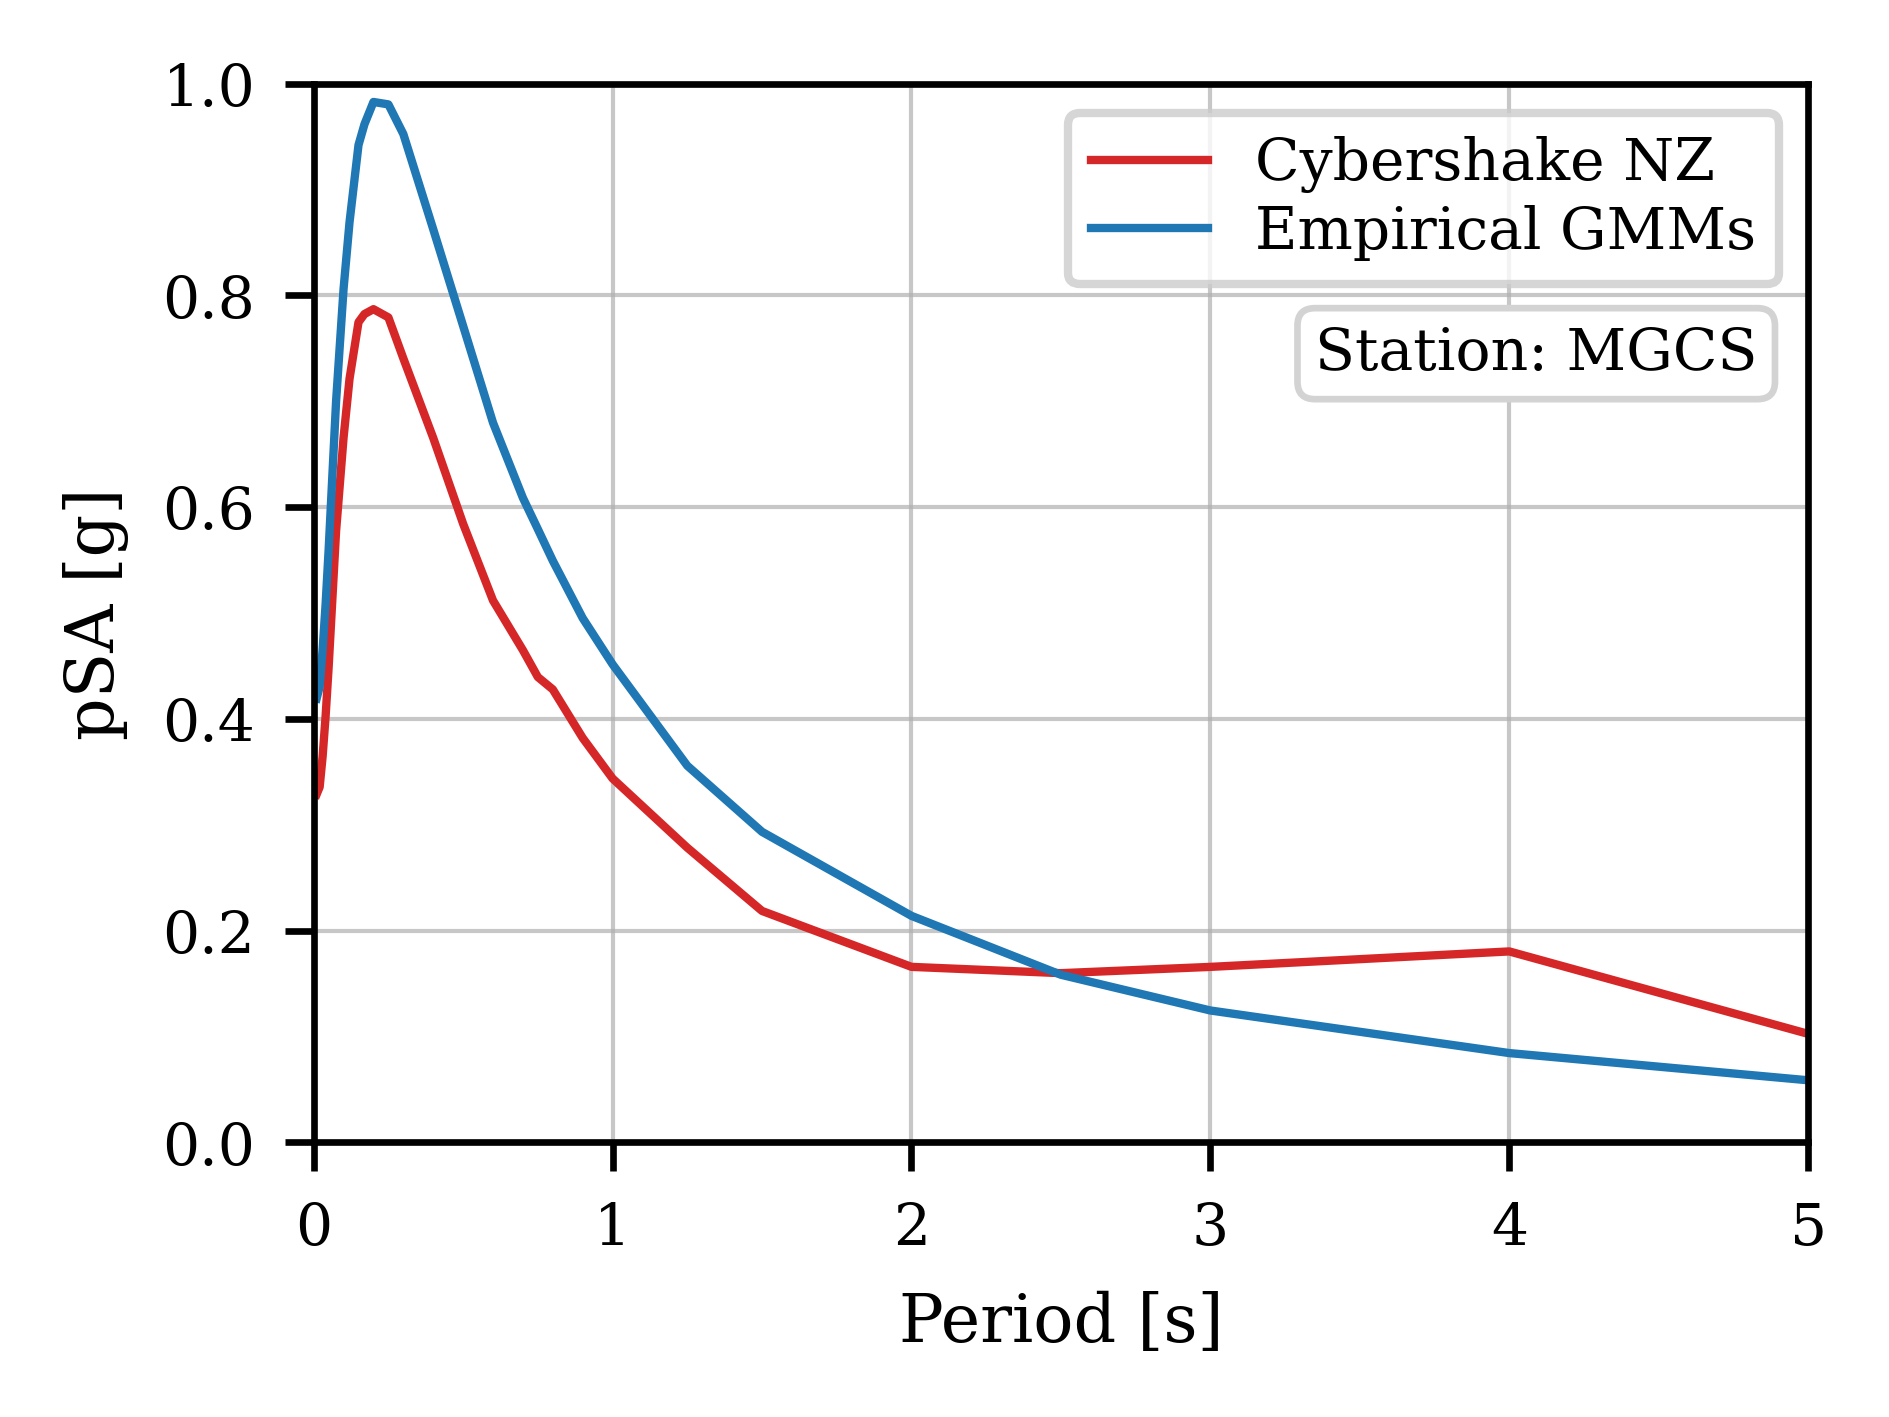 1.0
0.8
0.6
0.4
0.2
0.0
pSA [g]
Cybershake NZ
Empirical GMMs
Station: MGCS
0 1 2 3 4 5
Period [s]